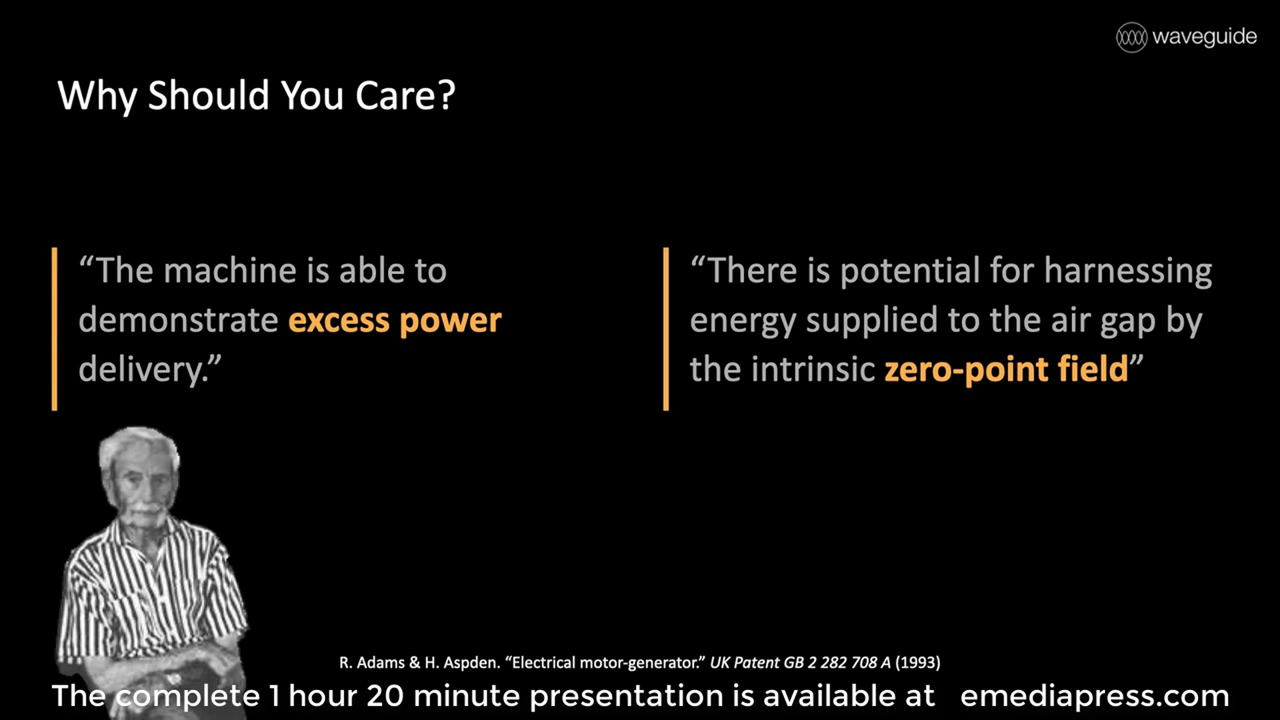 waveguide
Why Should You Care?
“The machine is able to
demonstrate excess power
delivery.”
“There is potential for harnessing
energy supplied to the air gap by
the intrinsic zero-point field”
R. Adams & H. Aspden. “Electrical motor-generator.” UK Patent GB 2 282 708 A (1993)
The complete 1 hour 20 minute presentation is available at emediapress.com